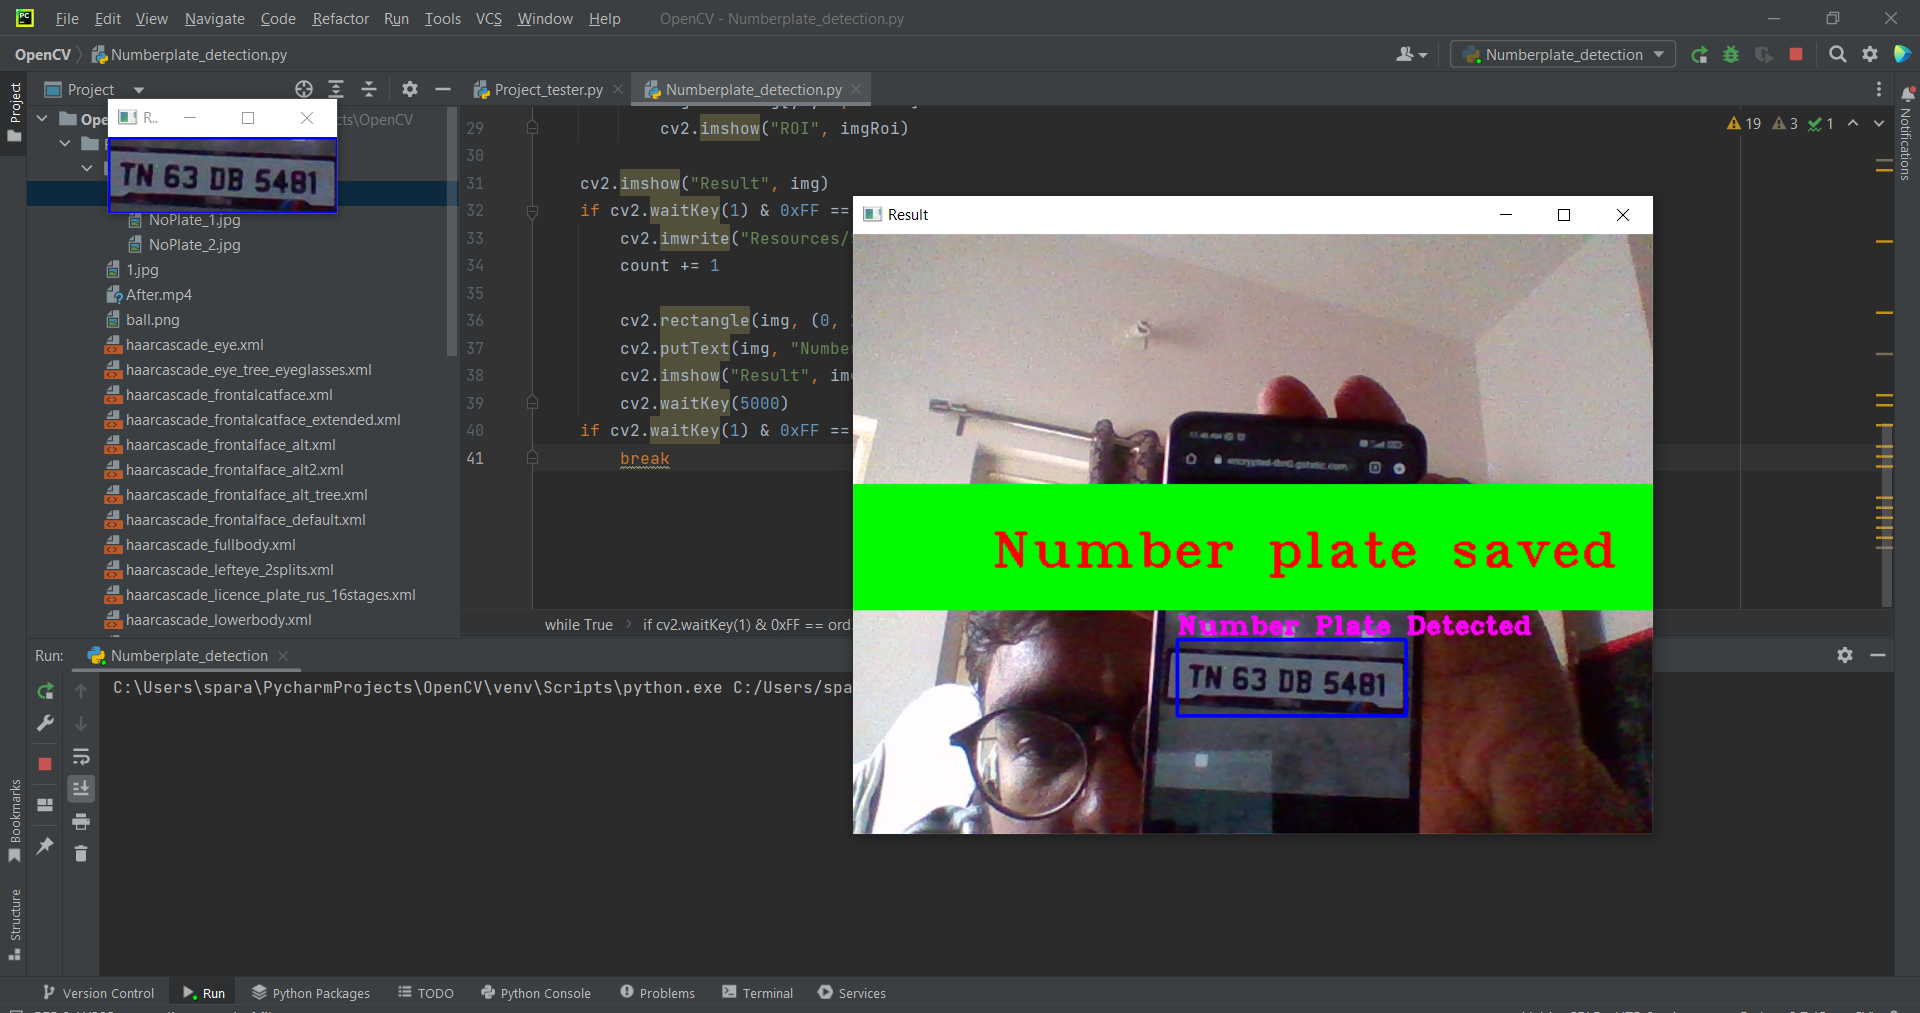 File Edit View Navigate Code Refactor Run Tools VCS Window Help OpenCV - Numberplate_detection.py
OpenCV Numberplate_detection.py Numberplate_detection
Project Project_tester.py Numberplate_detection.py
R..
TN 63 DB 5481
NoPlate_1.jpg
NoPlate_2.jpg
1.jpg
After.mp4
ball.png
haarcascade_eye.xml
haarcascade_eye_tree_eyeglasses.xml
haarcascade_frontalcatface.xml
haarcascade_frontalcatface_extended.xml
haarcascade_frontalface_alt.xml
haarcascade_frontalface_alt2.xml
haarcascade_frontalface_alt_tree.xml
haarcascade_frontalface_default.xml
haarcascade_fullbody.xml
haarcascade_lefteye_2splits.xml
haarcascade_licence_plate_rus_16stages.xml
haarcascade_lowerbody.xml
Project
Bookmarks
Structure
Notifications
19 3 1
29 cv2.imshow("ROI", imgRoi)
30
31 cv2.imshow("Result", img)
32 if cv2.waitKey(1) & 0xFF ==
33 cv2.imwrite("Resources/
34 count += 1
35
36 cv2.rectangle(img, (0,
37 cv2.putText(img, "Number
38 cv2.imshow("Result", im
39 cv2.waitKey(5000)
40 if cv2.waitKey(1) & 0xFF ==
41 break
while True if cv2.waitKey(1) & 0xFF == ord.
Result
encrypted-tbn0.gstatic.com
Number plate saved
Number Plate Detected
TN 63 DB 5481
Run: Numberplate_detection
C:\Users\spara\PycharmProjects\OpenCV\venv\Scripts\python.exe C:/Users/spa
Version Control Run Python Packages TODO Python Console Problems Terminal Services